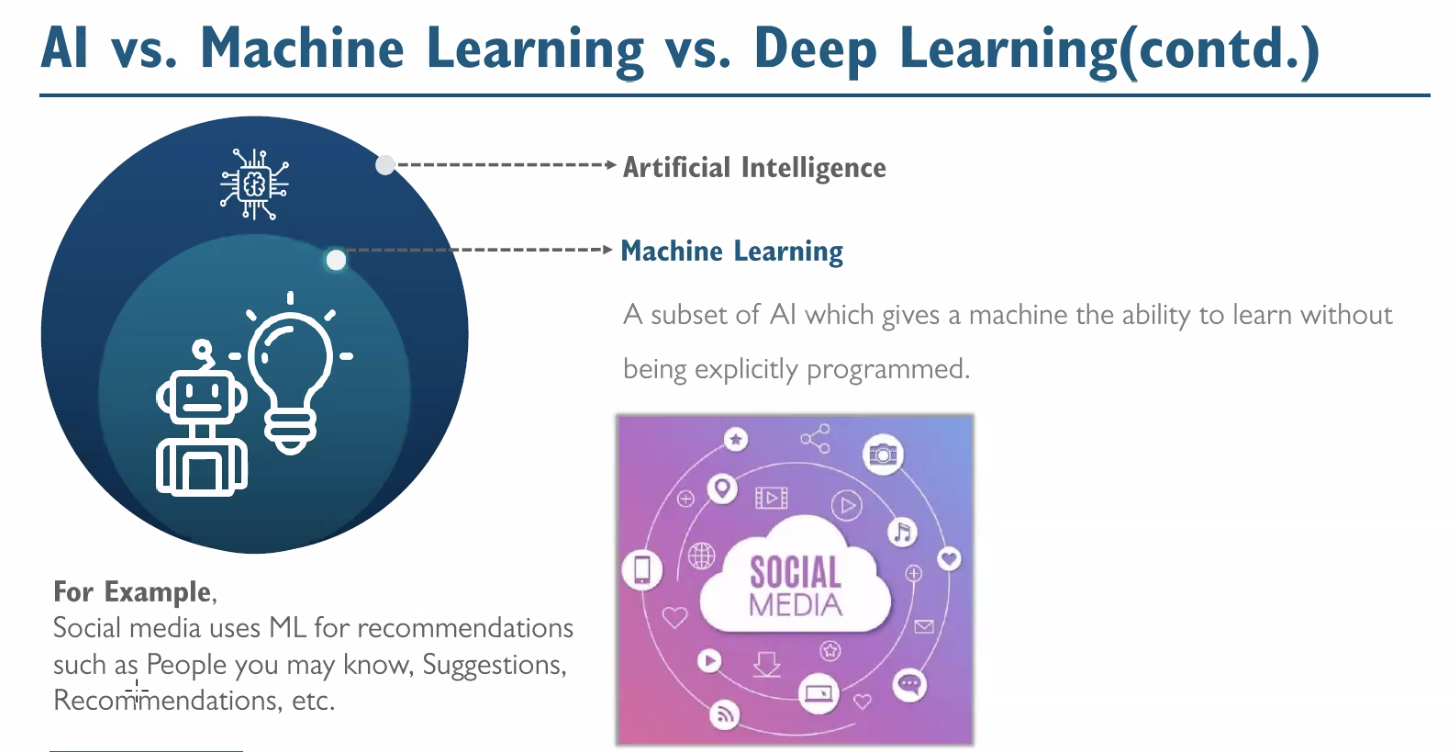 AI vs. Machine Learning vs. Deep Learning(contd.)
Artificial Intelligence
Machine Learning
A subset of AI which gives a machine the ability to learn without
being explicitly programmed.
SOCIAL
MEDIA
For Example,
Social media uses ML for recommendations
such as People you may know, Suggestions,
Recommendations, etc.